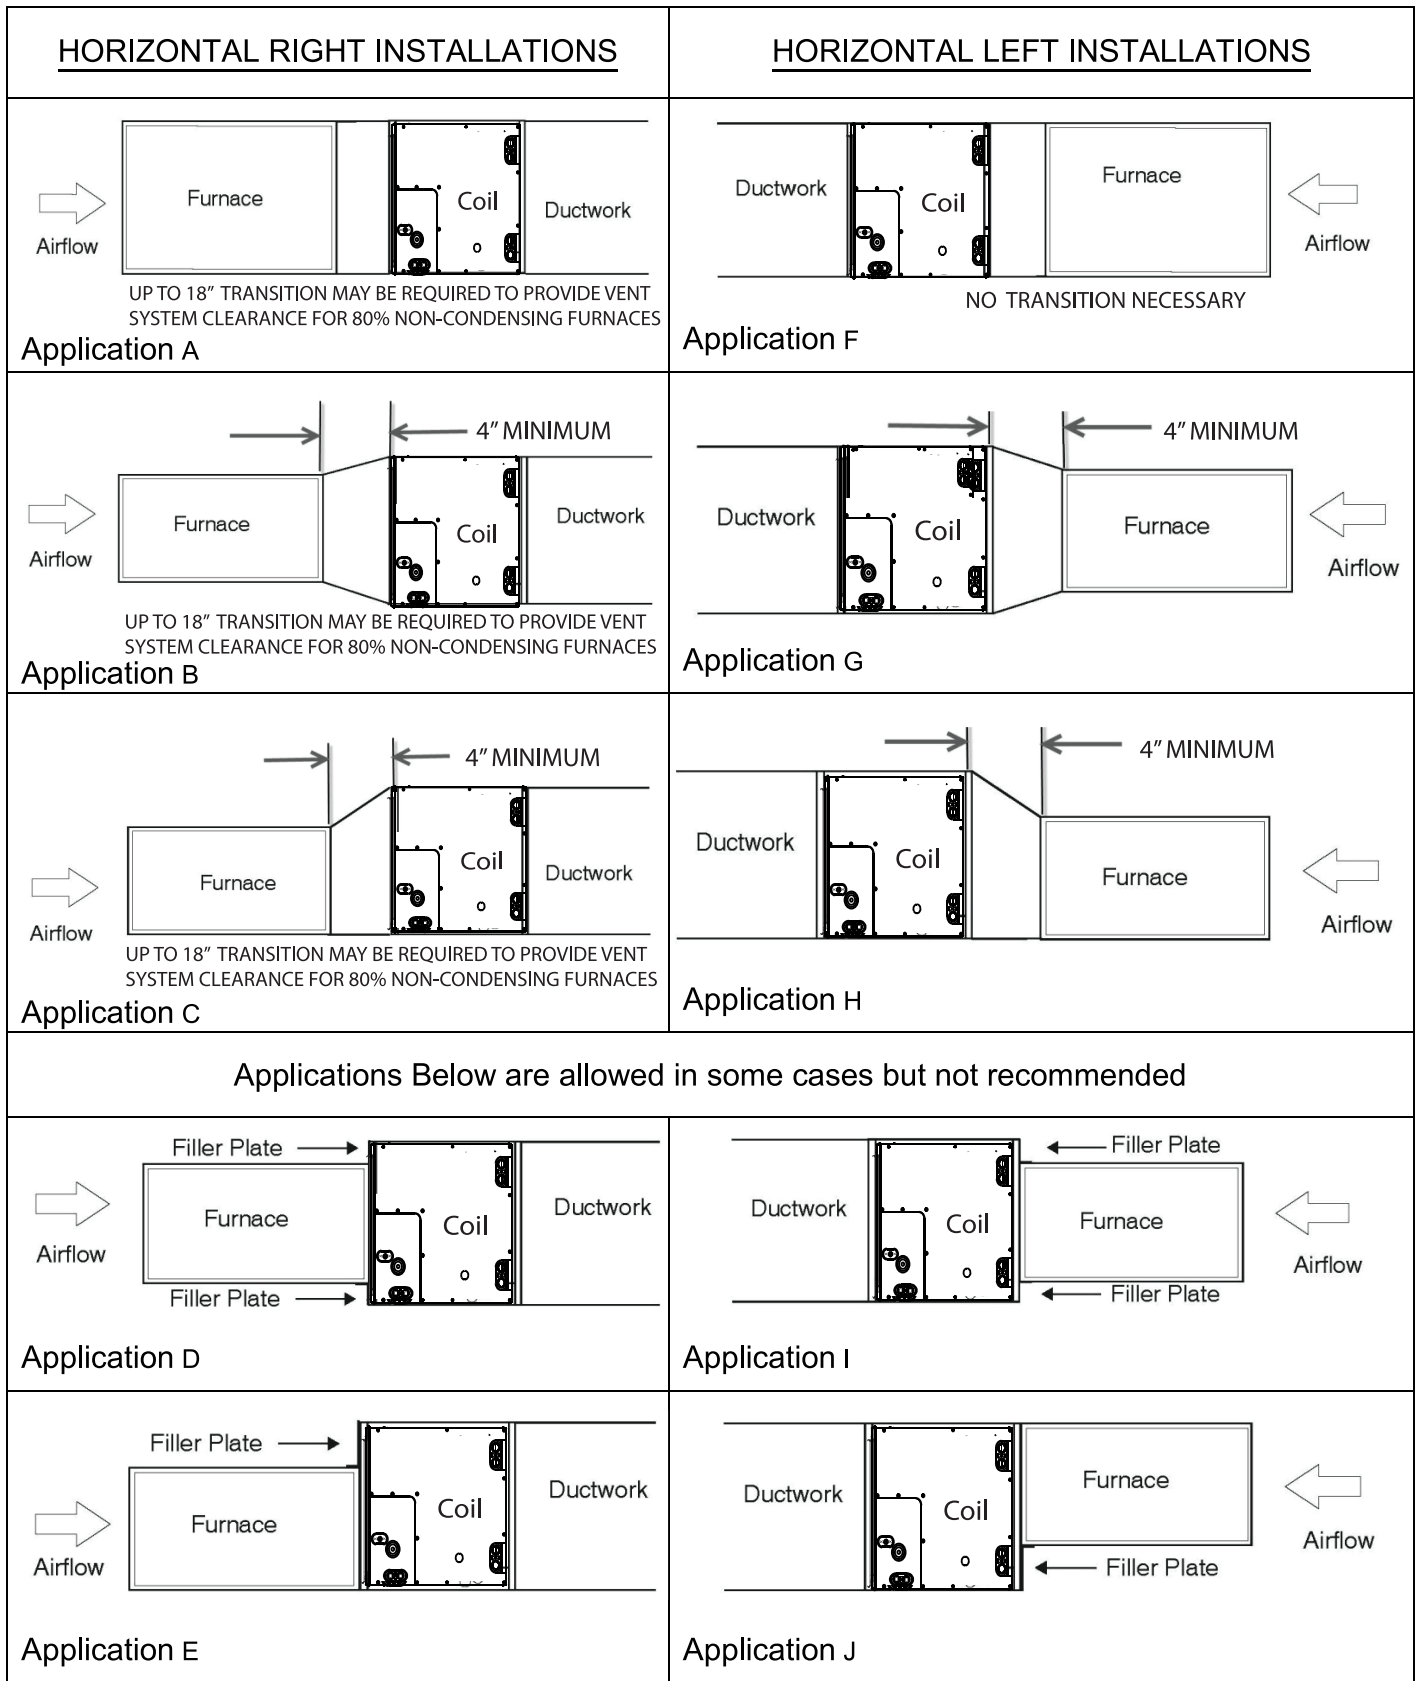 HORIZONTAL RIGHT INSTALLATIONS
HORIZONTAL LEFT INSTALLATIONS
Airflow
Furnace
Coil
Ductwork
UP TO 18" TRANSITION MAY BE REQUIRED TO PROVIDE VENT
SYSTEM CLEARANCE FOR 80% NON-CONDENSING FURNACES
Application A
Ductwork
Coil
Furnace
Airflow
NO TRANSITION NECESSARY
Application F
4" MINIMUM
Airflow
Furnace
Coil
Ductwork
UP TO 18" TRANSITION MAY BE REQUIRED TO PROVIDE VENT
SYSTEM CLEARANCE FOR 80% NON-CONDENSING FURNACES
Application B
4" MINIMUM
Ductwork
Coil
Furnace
Airflow
Application G
4" MINIMUM
Airflow
Furnace
Coil
Ductwork
UP TO 18" TRANSITION MAY BE REQUIRED TO PROVIDE VENT
SYSTEM CLEARANCE FOR 80% NON-CONDENSING FURNACES
Application C
4" MINIMUM
Ductwork
Coil
Furnace
Airflow
Application H
Applications Below are allowed in some cases but not recommended
Filler Plate
Airflow
Furnace
Coil
Ductwork
Filler Plate
Application D
Filler Plate
Ductwork
Coil
Furnace
Airflow
Filler Plate
Application I
Filler Plate
Airflow
Furnace
Coil
Ductwork
Application E
Ductwork
Coil
Furnace
Airflow
Filler Plate
Application J